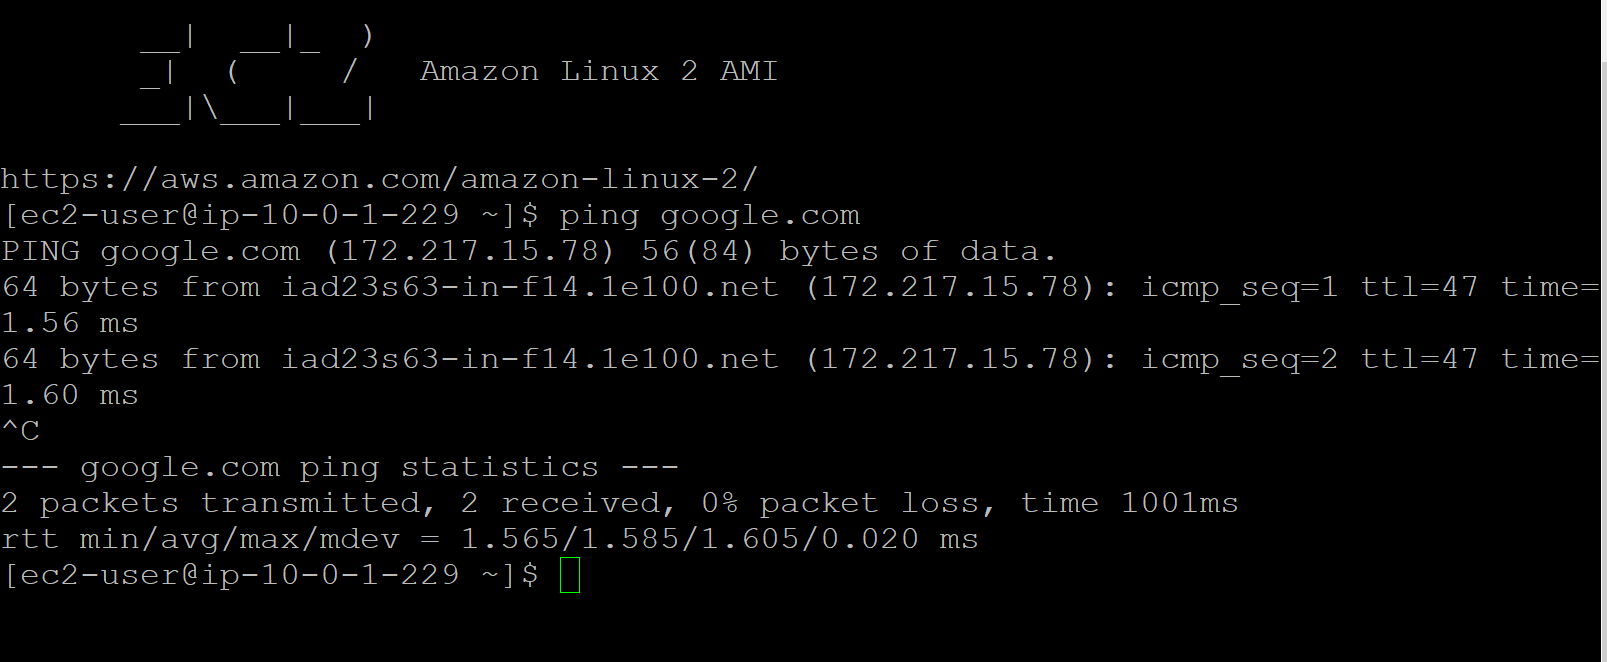 __|  __|_  )
       _|  (     /   Amazon Linux 2 AMI
      ___|\___|___|
https://aws.amazon.com/amazon-linux-2/
[ec2-user@ip-10-0-1-229 ~]$ ping google.com
PING google.com (172.217.15.78) 56(84) bytes of data.
64 bytes from iad23s63-in-f14.1e100.net (172.217.15.78): icmp_seq=1 ttl=47 time=
1.56 ms
64 bytes from iad23s63-in-f14.1e100.net (172.217.15.78): icmp_seq=2 ttl=47 time=
1.60 ms
^C
--- google.com ping statistics ---
2 packets transmitted, 2 received, 0% packet loss, time 1001ms
rtt min/avg/max/mdev = 1.565/1.585/1.605/0.020 ms
[ec2-user@ip-10-0-1-229 ~]$